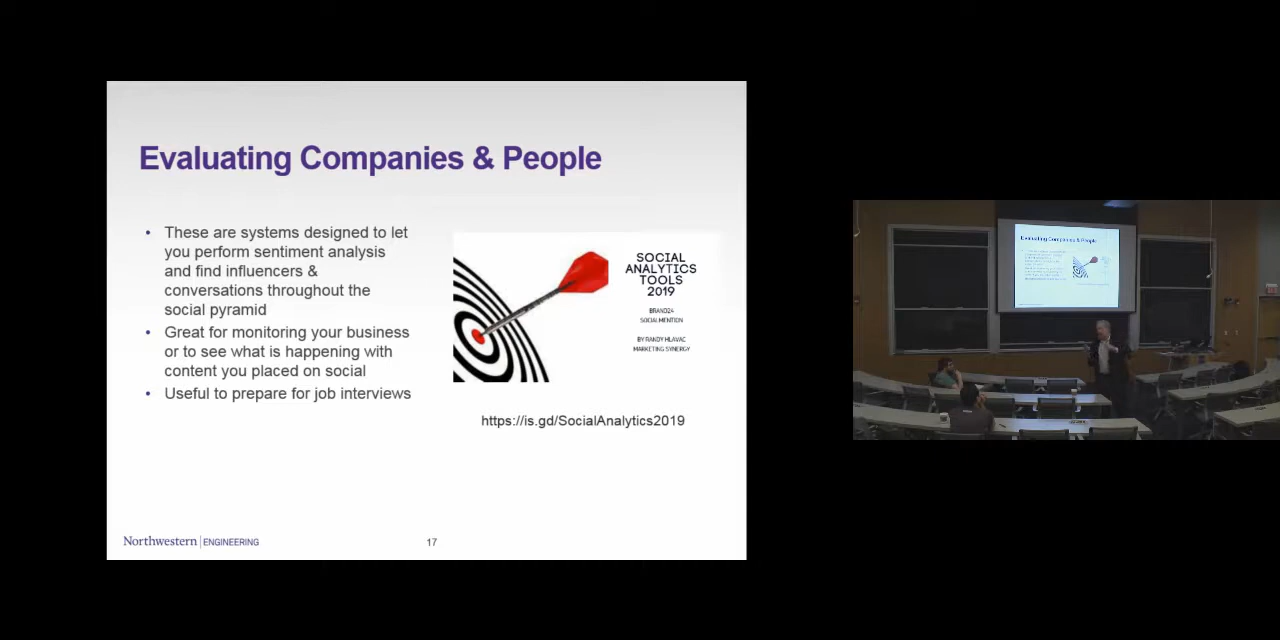 Evaluating Companies & People
• These are systems designed to let
you perform sentiment analysis
and find influencers &
conversations throughout the
social pyramid
• Great for monitoring your business
or to see what is happening with
content you placed on social
• Useful to prepare for job interviews
SOCIAL
ANALYTICS
TOOLS
2019
BRAND24
SOCIALMENTION
BY RANDY HLAVAC
MARKETING SYNERGY
https://is.gd/SocialAnalytics2019
Northwestern | ENGINEERING
17
Evaluating Companies & People